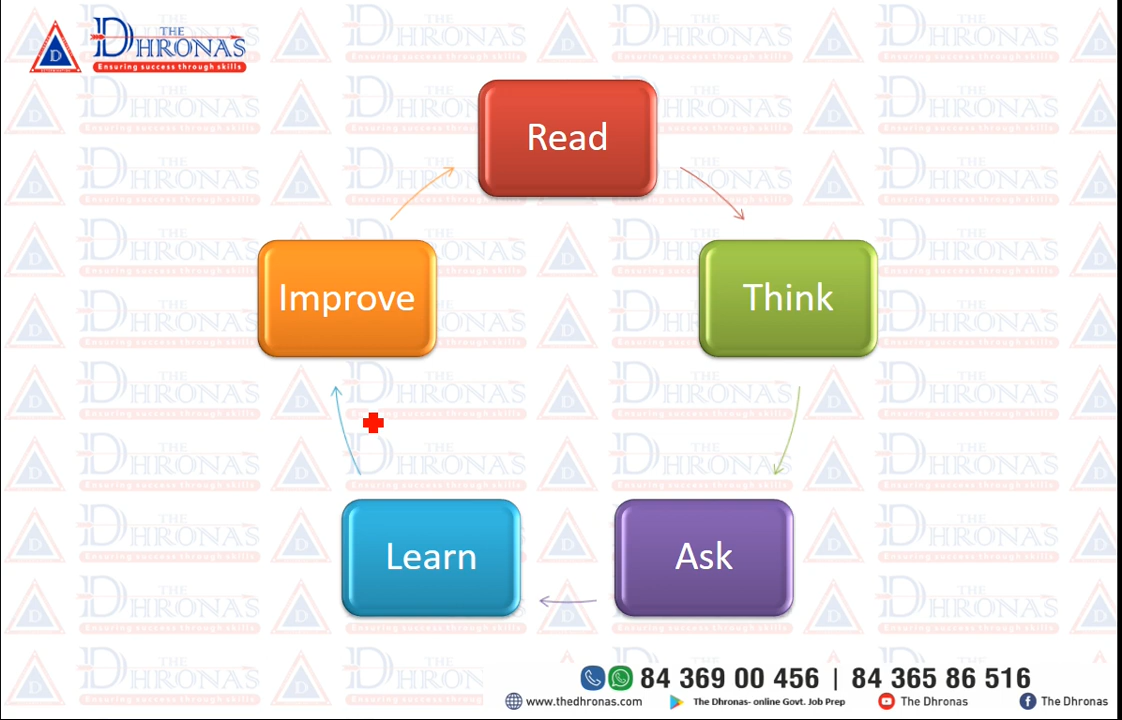 THE
DHRONAS
Ensuring success through skills
D
Read
Improve
Think
Learn
Ask
84 369 00 456 | 84 365 86 516
www.thedhronas.com
The Dhronas- online Govt. Job Prep
The Dhronas
The Dhronas